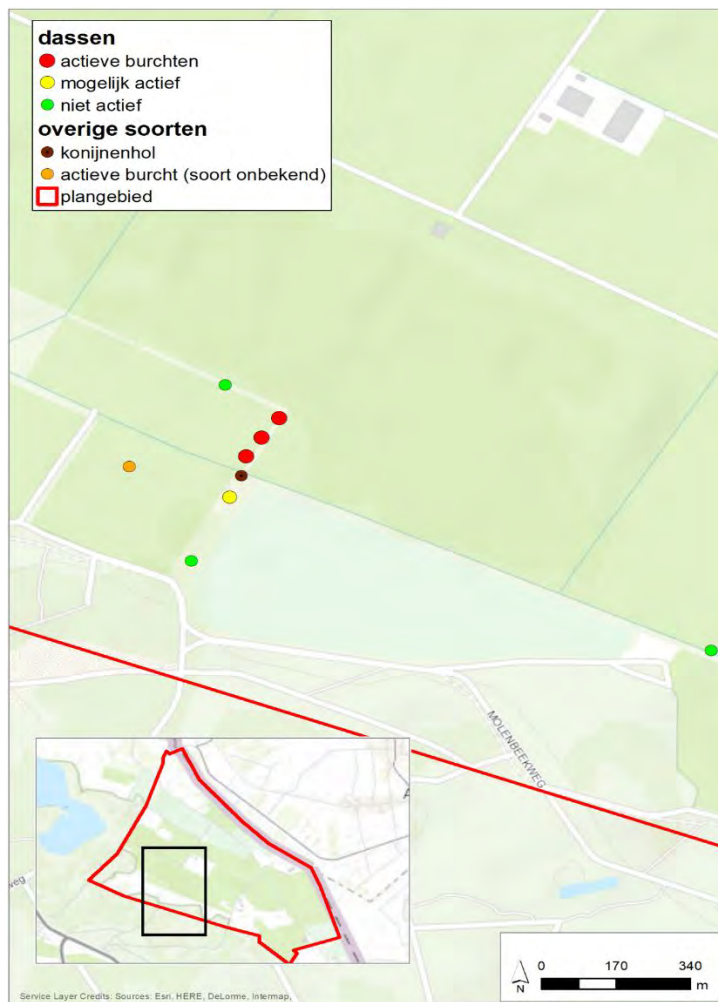 dassen
actieve burchten
mogelijk actief
niet actief
overige soorten
konijnenhol
actieve burcht (soort onbekend)
plangebied
MOLENBEEKWEG
A
weg
N
0 170 340
m
Service Layer Credits: Sources: Esri, HERE, DeLorme, Intermap,